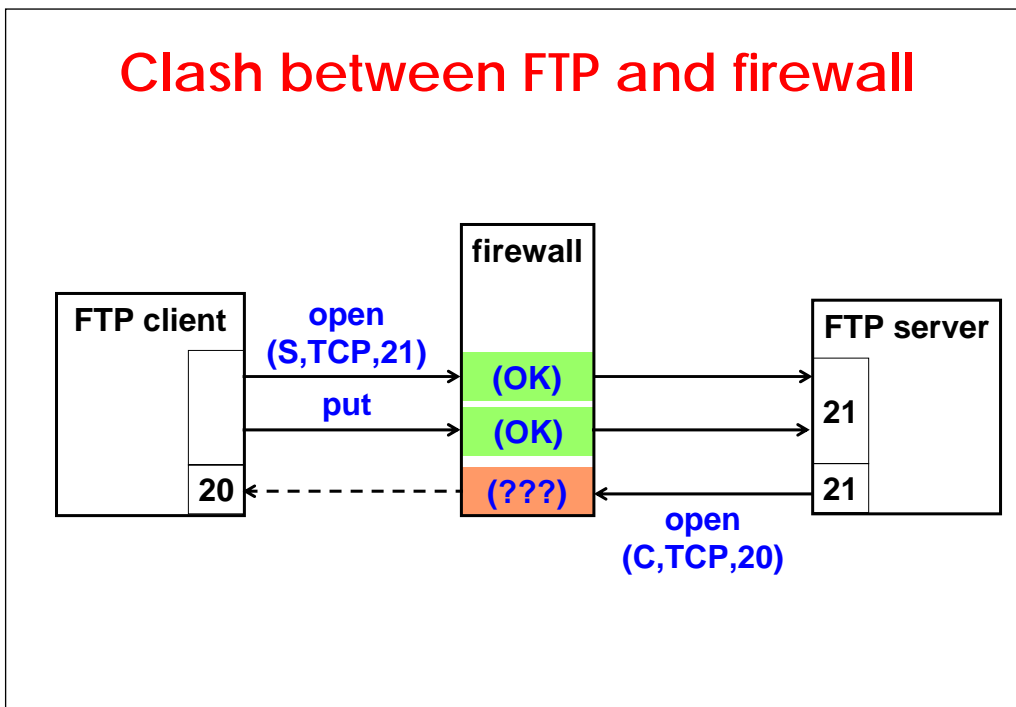 Clash between FTP and firewall
firewall
FTP client
open
(S,TCP,21)
FTP server
(OK)
put
(OK)
21
20
(???)
21
open
(C,TCP,20)